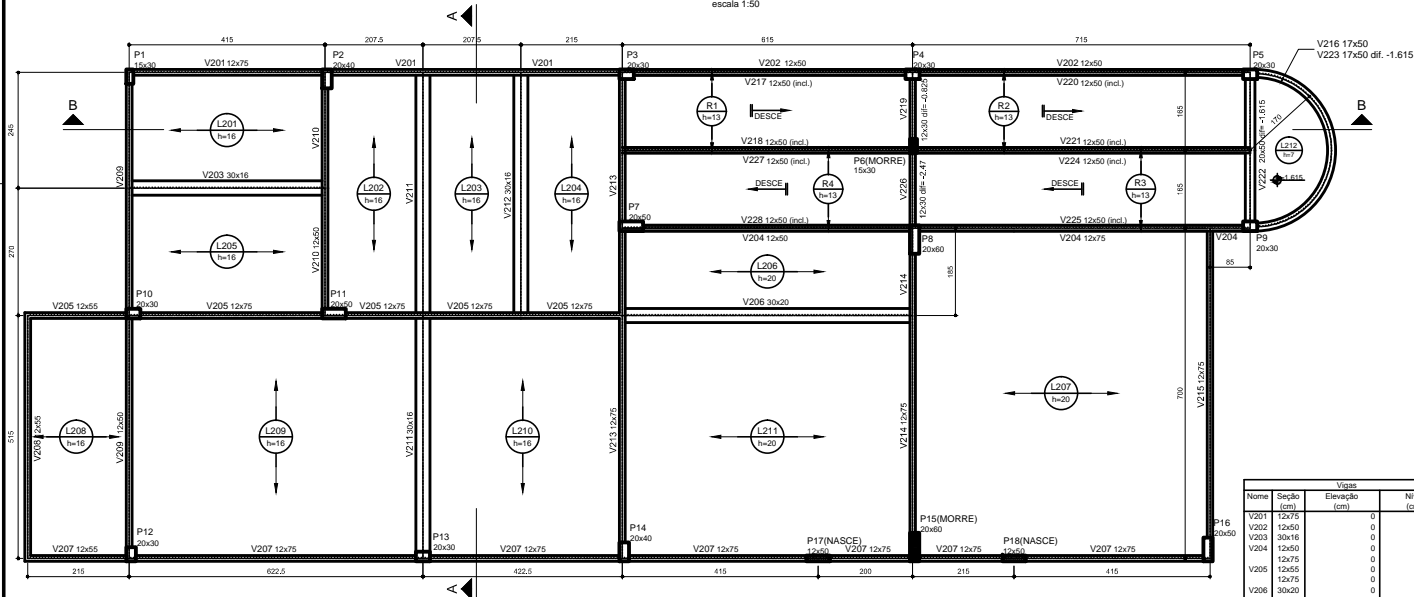 escala 1:50
A
415
207.5
207.5
215
615
715
V216 17x50
V223 17x50 dif. -1.615
P1
15x30
V201 12x75
P2
20x40
V201
V201
P3
20x30
V202 12x50
P4
20x30
V202 12x50
P5
20x30
V217 12x50 (incl.)
V220 12x50 (incl.)
B
B
245
L201
h=16
V210
R1
h=13
DESCE
V219
12x30 dif= -0.825
R2
h=13
DESCE
165
170
V218 12x50 (incl.)
V221 12x50 (incl.)
V222 20x50 dif= -1.615
L212
h=7
-1.615
V209
V203 30x16
L202
h=16
V211
L203
h=16
V212 30x16
L204
h=16
V213
V227 12x50 (incl.)
P6(MORRE)
15x30
V224 12x50 (incl.)
DESCE
R4
h=13
V226
12x30 dif= -2.47
DESCE
R3
h=13
165
P7
20x50
V228 12x50 (incl.)
V225 12x50 (incl.)
270
L205
h=16
V210 12x50
V204 12x50
P8
20x60
V204 12x75
V204
P9
20x30
L206
h=20
V214
185
85
V205 12x55
P10
20x30
V205 12x75
P11
20x50
V205 12x75
V205 12x75
V205 12x75
V206 30x20
515
V208 12x55
L208
h=16
V209 12x50
L209
h=16
V211 30x16
L210
h=16
V213 12x75
L211
h=20
V214 12x75
L207
h=20
700
V215 12x75
P12
20x30
P13
20x30
P14
20x40
P15(MORRE)
20x60
P16
20x50
P17(NASCE)
12x50
P18(NASCE)
12x50
V207 12x55
V207 12x75
V207 12x75
V207 12x75
V207 12x75
V207 12x75
V207 12x75
215
622.5
422.5
415
200
215
415
A
Vigas
Nome Seção (cm) Elevação (cm)
V201 12x75 0
V202 12x50 0
V203 30x16 0
V204 12x50 0
12x75 0
V205 12x55 0
12x75 0
V206 30x20 0